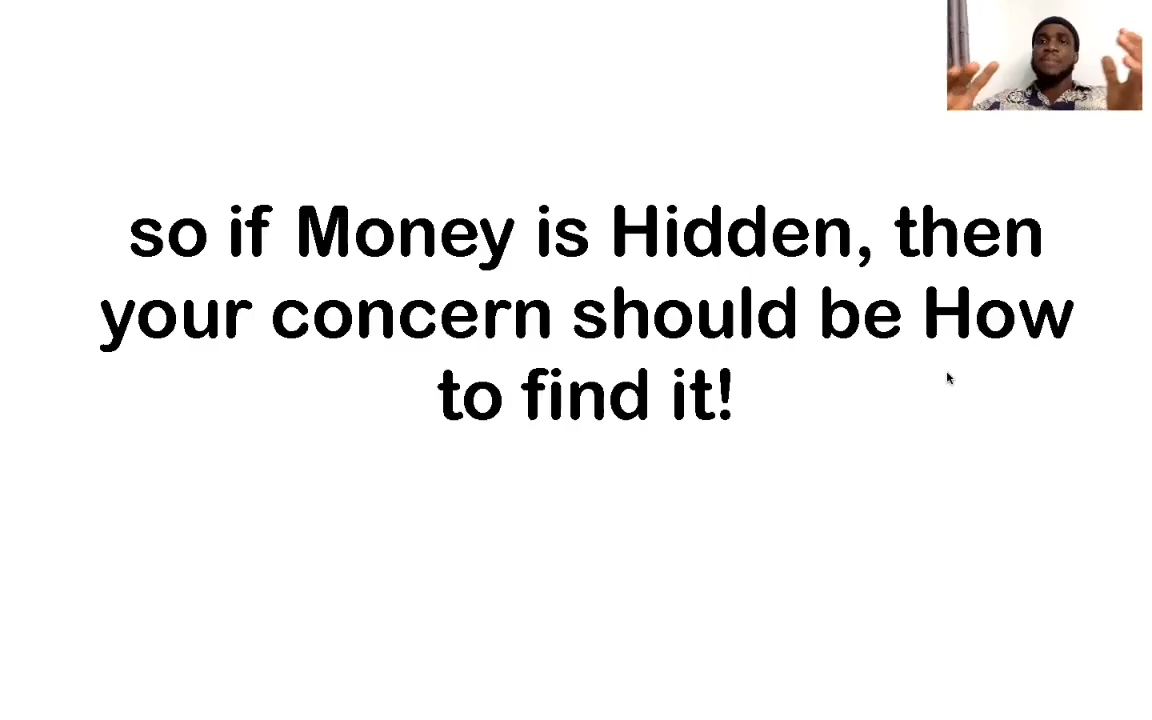 so if Money is Hidden, then
your concern should be How
to find it!